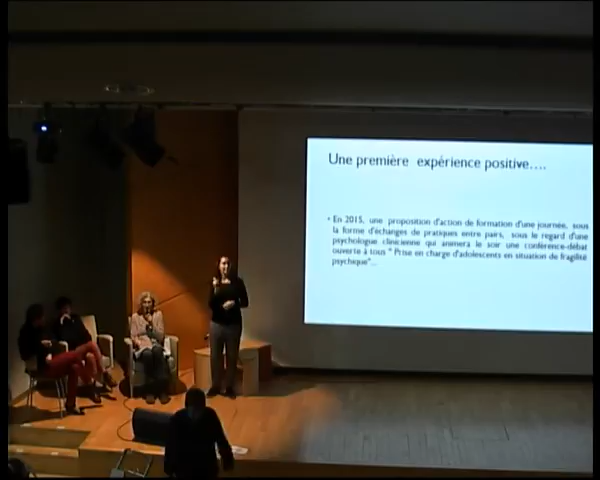 Une première expérience positive....
• En 2015, une proposition d'action de formation d'une journée, sous
la forme d'échanges de pratiques entre pairs, sous le regard d'une
psychologue clinicienne qui animera le soir une conférence-débat
ouverte à tous " Prise en charge d'adolescents en situation de fragilité
psychique"...